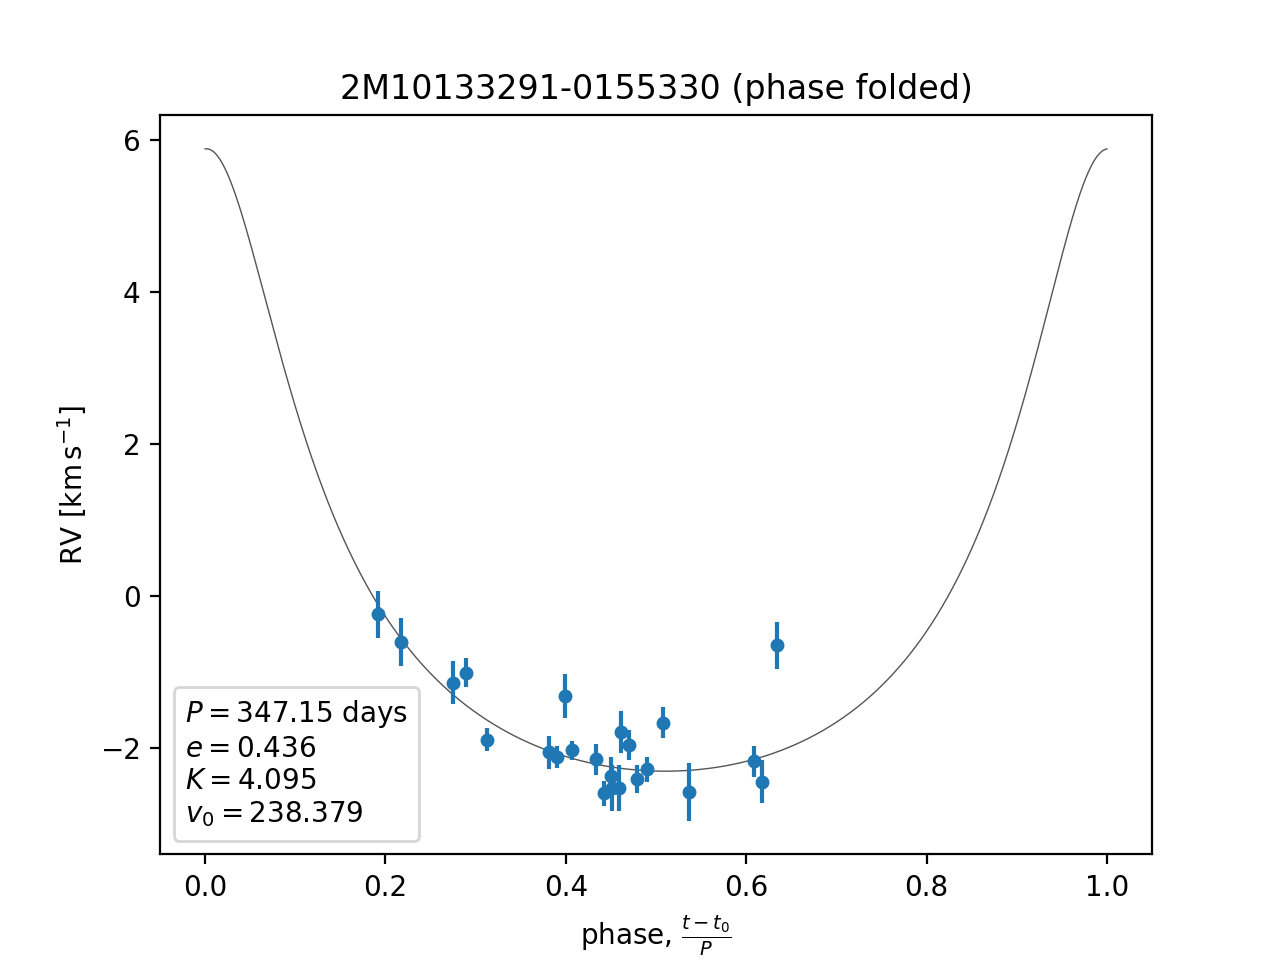 2M10133291-0155330 (phase folded)
6
4
2
0
−2
RV [km s⁻¹]
P = 347.15 days
e = 0.436
K = 4.095
v₀ = 238.379
0.0 0.2 0.4 0.6 0.8 1.0
phase, (t − t₀)/P